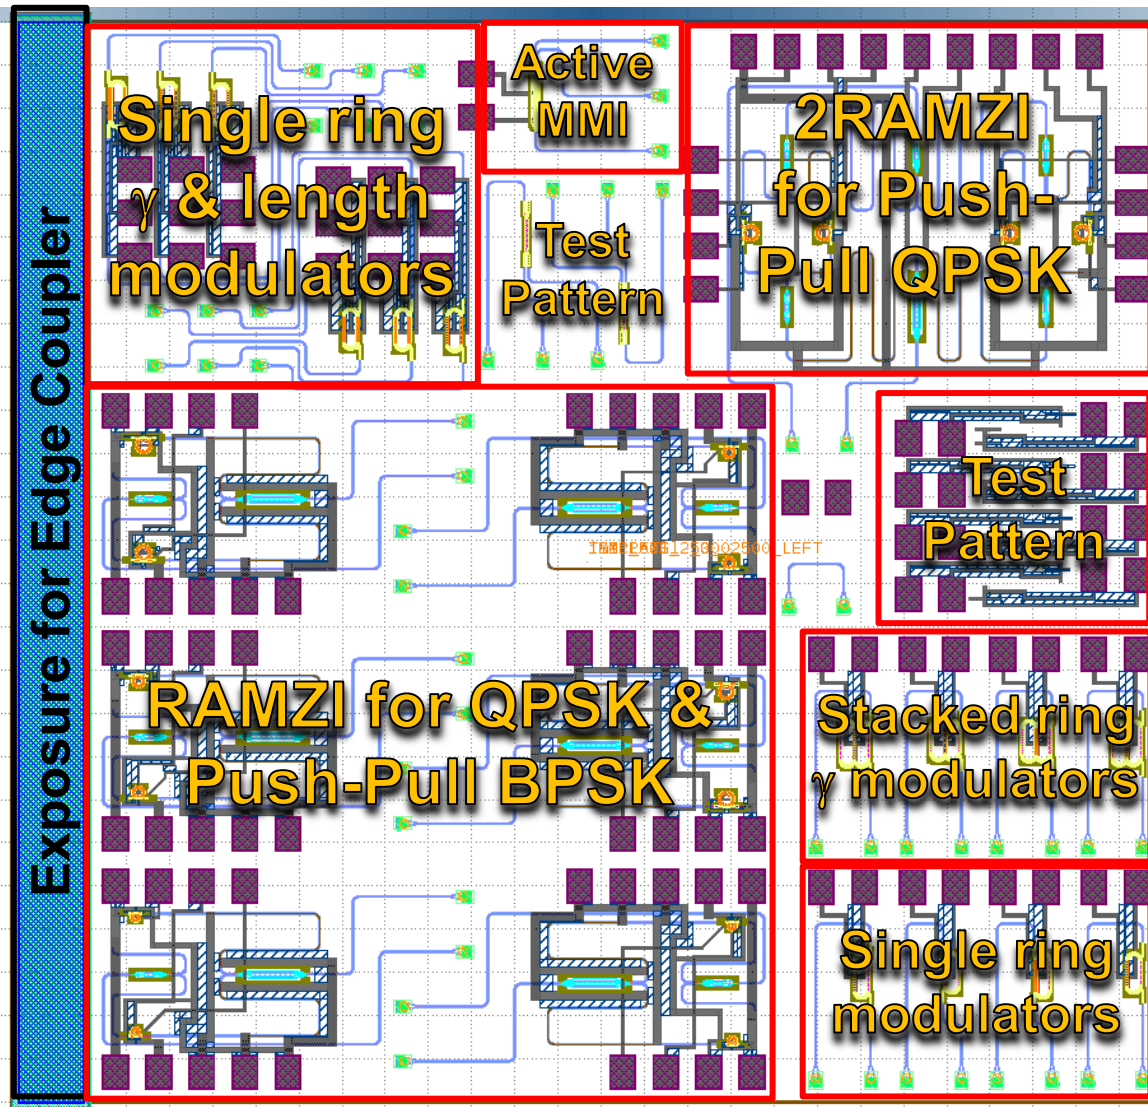 Exposure for Edge Coupler
Single ring
γ & length
modulators
Active
MMI
Test
Pattern
2RAMZI
for Push-
Pull QPSK
Test
Pattern
RAMZI for QPSK &
Push-Pull BPSK
Stacked ring
γ modulators
Single ring
modulators